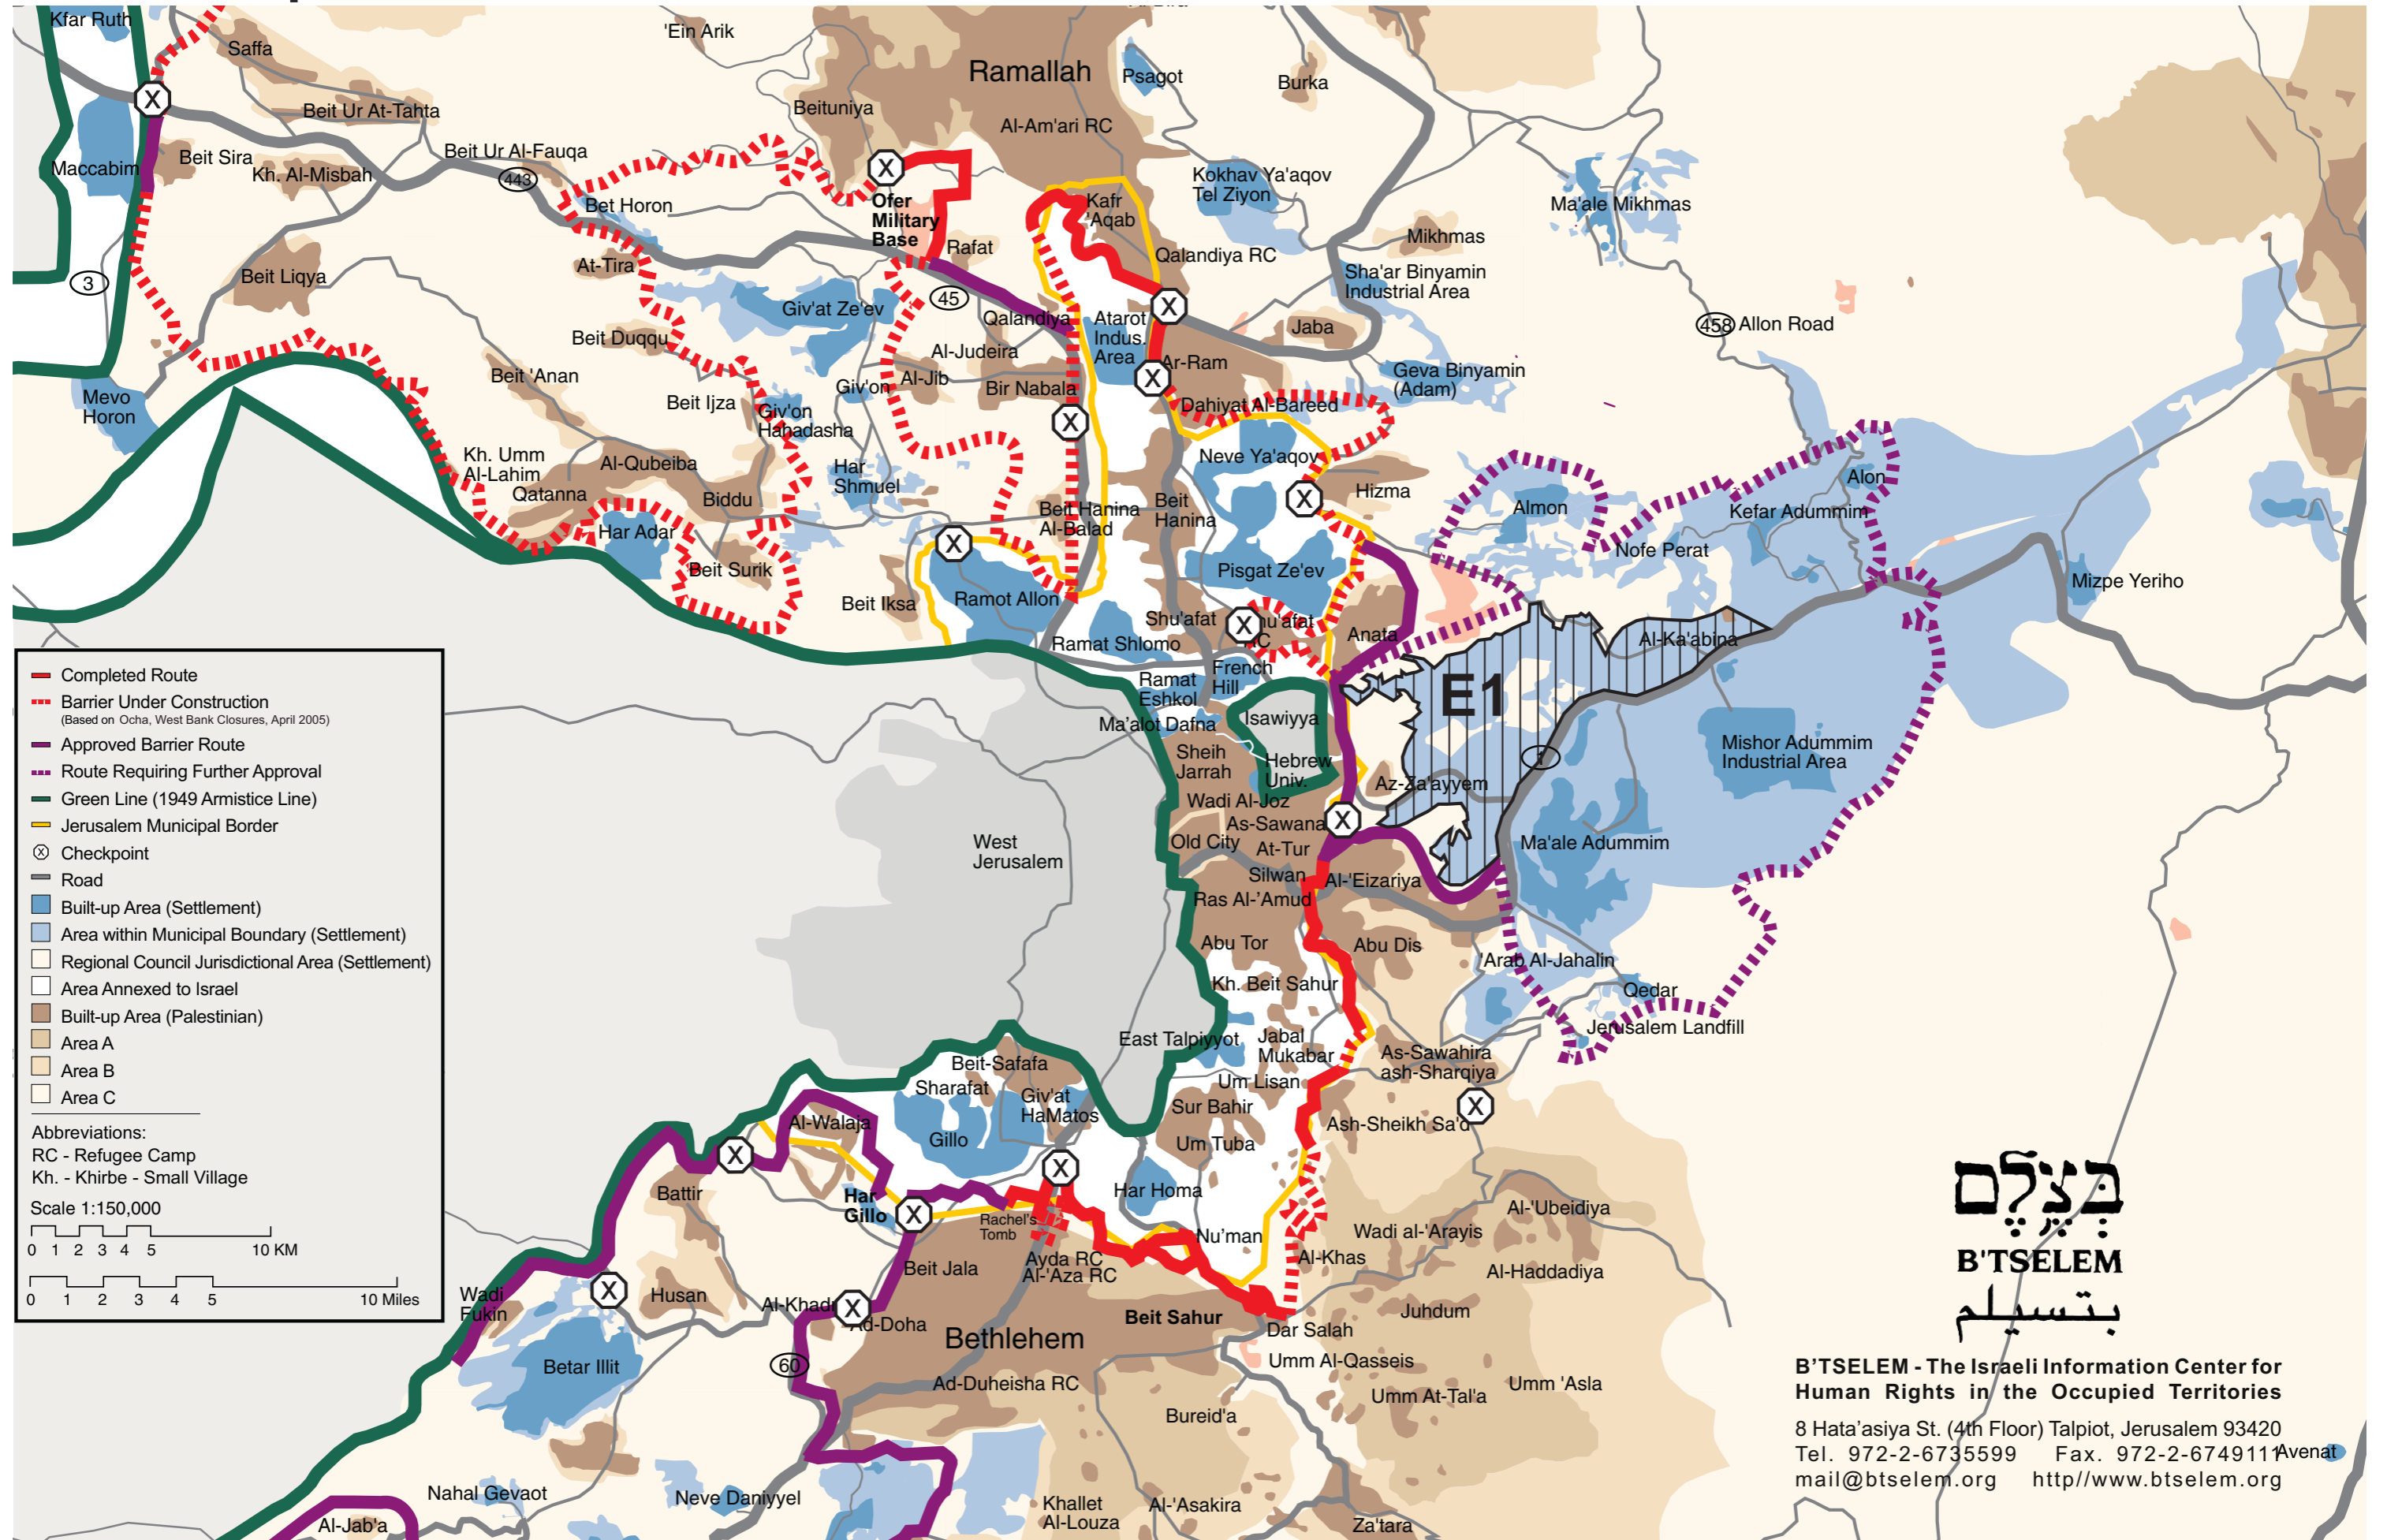 Kfar Ruth
Saffa
'Ein Arik
Ramallah
Psagot
Burka
Beituniya
Beit Ur At-Tahta
Al-Am'ari RC
Beit Ur Al-Fauqa
443
Beit Sira
Maccabim
Kh. Al-Misbah
Kokhav Ya'aqov
Tel Ziyon
Ma'ale Mikhmas
Bet Horon
Ofer
Military
Base
Kafr
'Aqab
Mikhmas
Rafat
Qalandiya RC
At-Tira
Beit Liqya
3
Sha'ar Binyamin
Industrial Area
45
Giv'at Ze'ev
Qalandiya
Atarot
Indus.
Area
Jaba
458
Allon Road
Beit Duqqu
Al-Judeira
Ar-Ram
Geva Binyamin
(Adam)
Beit 'Anan
Giv'on
Al-Jib
Bir Nabala
Mevo
Horon
Beit Ijza
Giv'on
Hahadasha
Dahiyat Al-Bareed
Kh. Umm
Al-Lahim
Al-Qubeiba
Har
Shmuel
Neve Ya'aqov
Qatanna
Biddu
Hizma
Alon
Beit Hanina
Al-Balad
Beit
Hanina
Almon
Kefar Adummim
Har Adar
Nofe Perat
Beit Surik
Pisgat Ze'ev
Mizpe Yeriho
Beit Iksa
Ramot Allon
Shu'afat
Anata
Al-Ka'abina
Ramat Shlomo
French
Hill
Ramat
Eshkol
E1
Ma'alot Dafna
Isawiyya
Sheih
Jarrah
Hebrew
Univ.
1
Mishor Adummim
Industrial Area
Az-Za'ayyem
Wadi Al-Joz
As-Sawana
West
Jerusalem
Old City
At-Tur
Ma'ale Adummim
Silwan
Al-'Eizariya
Ras Al-'Amud
Abu Tor
Abu Dis
'Arab Al-Jahalin
Kh. Beit Sahur
Qedar
East Talpiyyot
Jabal
Mukabar
Jerusalem Landfill
As-Sawahira
ash-Sharqiya
Beit-Safafa
Sharafat
Um Lisan
Giv'at
HaMatos
Sur Bahir
Al-Walaja
Gillo
Um Tuba
Ash-Sheikh Sa'd
Battir
Har
Gillo
Har Homa
Rachel's
Tomb
Nu'man
Al-'Ubeidiya
Wadi al-'Arayis
Al-Khas
Ayda RC
Al-'Aza RC
Beit Jala
Al-Haddadiya
Wadi
Fukin
Husan
Al-Khadr
Ad-Doha
Beit Sahur
Juhdum
Bethlehem
Dar Salah
60
Betar Illit
Umm Al-Qasseis
Ad-Duheisha RC
Umm At-Tal'a
Umm 'Asla
Bureid'a
Nahal Gevaot
Neve Daniyyel
Khallet
Al-Louza
Al-'Asakira
Al-Jab'a
Za'tara
Completed Route
Barrier Under Construction
(Based on Ocha, West Bank Closures, April 2005)
Approved Barrier Route
Route Requiring Further Approval
Green Line (1949 Armistice Line)
Jerusalem Municipal Border
X Checkpoint
Road
Built-up Area (Settlement)
Area within Municipal Boundary (Settlement)
Regional Council Jurisdictional Area (Settlement)
Area Annexed to Israel
Built-up Area (Palestinian)
Area A
Area B
Area C
Abbreviations:
RC - Refugee Camp
Kh. - Khirbe - Small Village
Scale 1:150,000
0 1 2 3 4 5 10 KM
0 1 2 3 4 5 10 Miles
בְּצֶלֶם
B'TSELEM
بتسيلم
B'TSELEM - The Israeli Information Center for
Human Rights in the Occupied Territories
8 Hata'asiya St. (4th Floor) Talpiot, Jerusalem 93420
Tel. 972-2-6735599 Fax. 972-2-6749111
Avenat
mail@btselem.org http//www.btselem.org